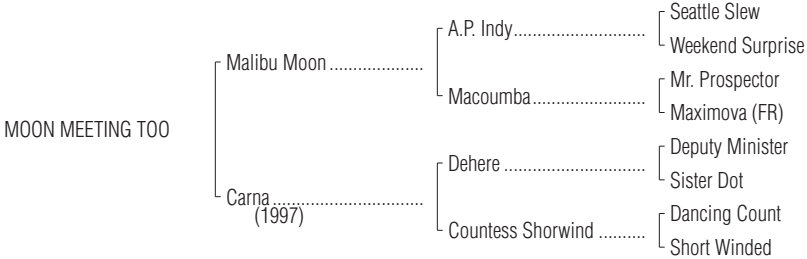 Seattle Slew
A.P. Indy..............................
Weekend Surprise
Malibu Moon .....................
Mr. Prospector
Macoumba..........................
Maximova (FR)
MOON MEETING TOO
Deputy Minister
Dehere ................................
Sister Dot
Carna..................................
(1997)
Dancing Count
Countess Shorwind ..........
Short Winded